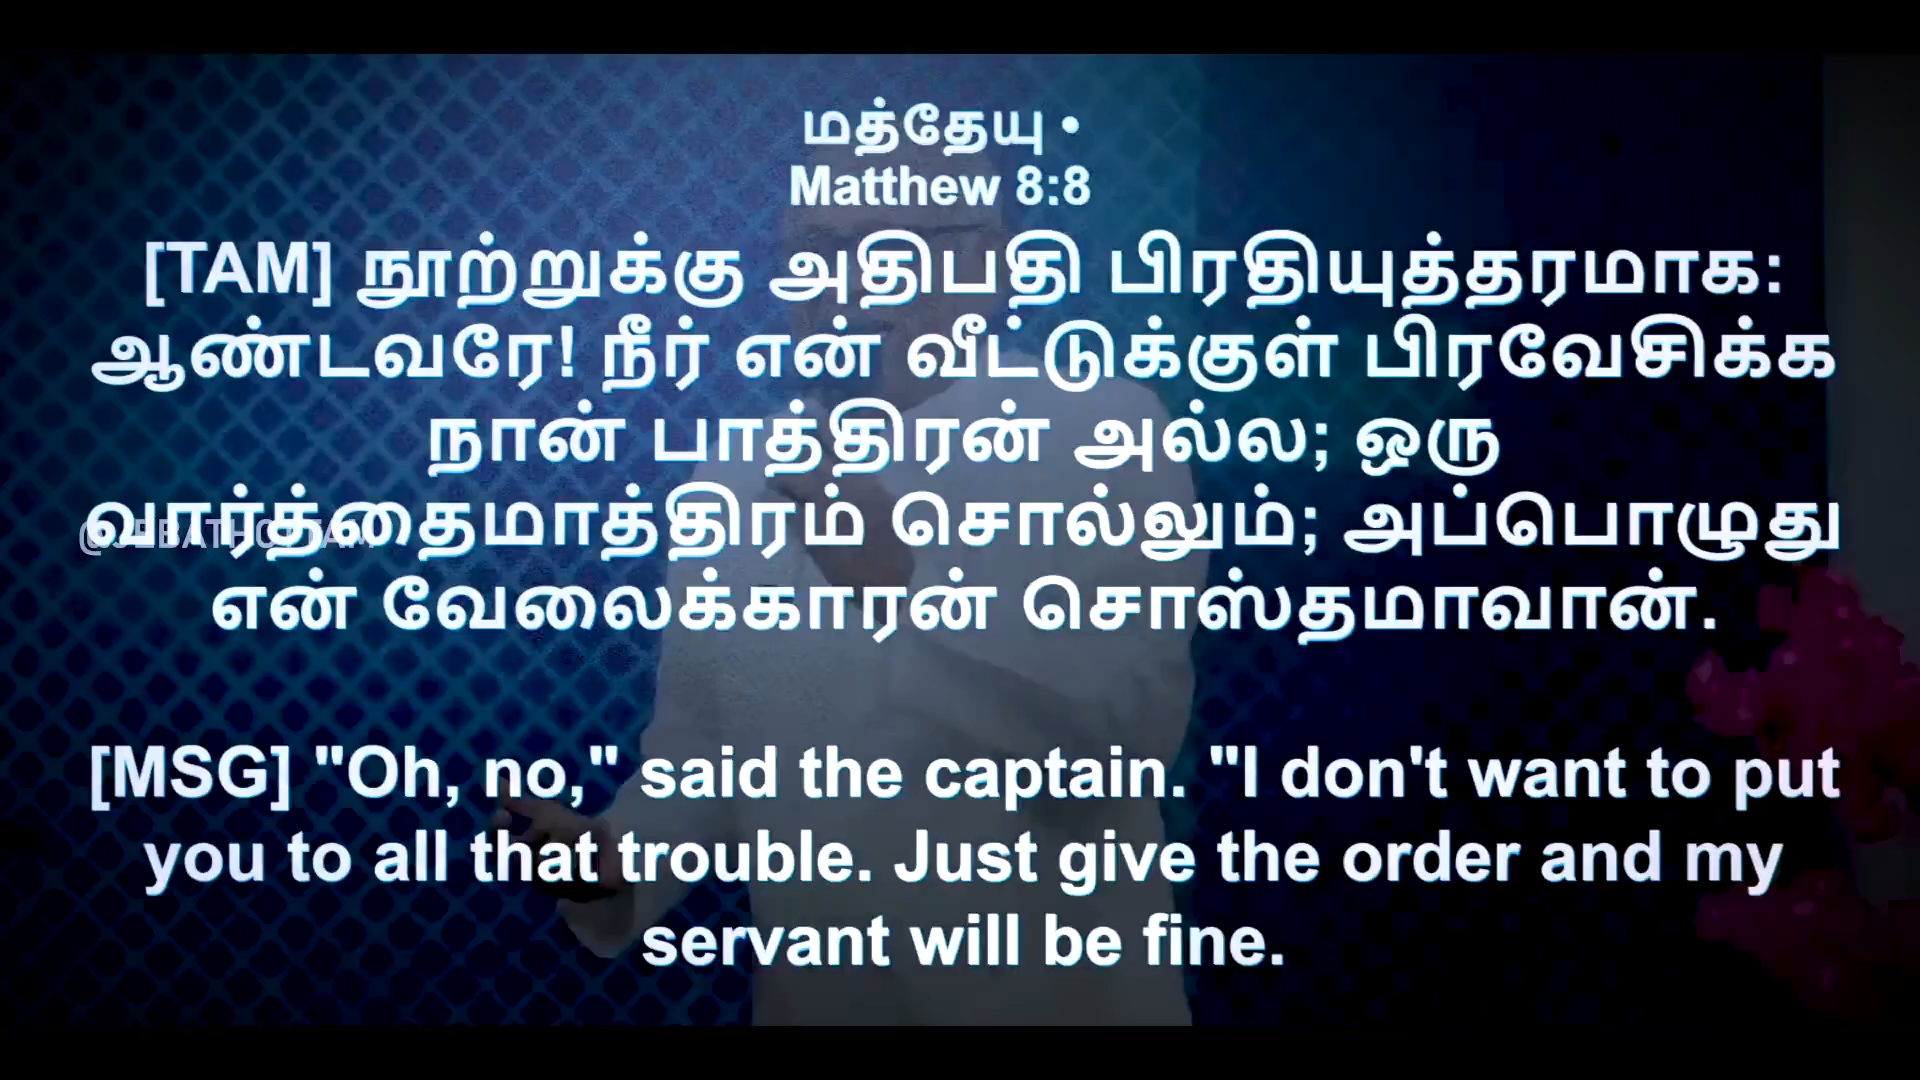 மத்தேயு •
Matthew 8:8
[TAM] நூற்றுக்கு அதிபதி பிரதியுத்தரமாக:
ஆண்டவரே! நீர் என் வீட்டுக்குள் பிரவேசிக்க
நான் பாத்திரன் அல்ல; ஒரு
வார்த்தைமாத்திரம் சொல்லும்; அப்பொழுது
என் வேலைக்காரன் சொஸ்தமாவான்.
[MSG] "Oh, no," said the captain. "I don't want to put
you to all that trouble. Just give the order and my
servant will be fine.